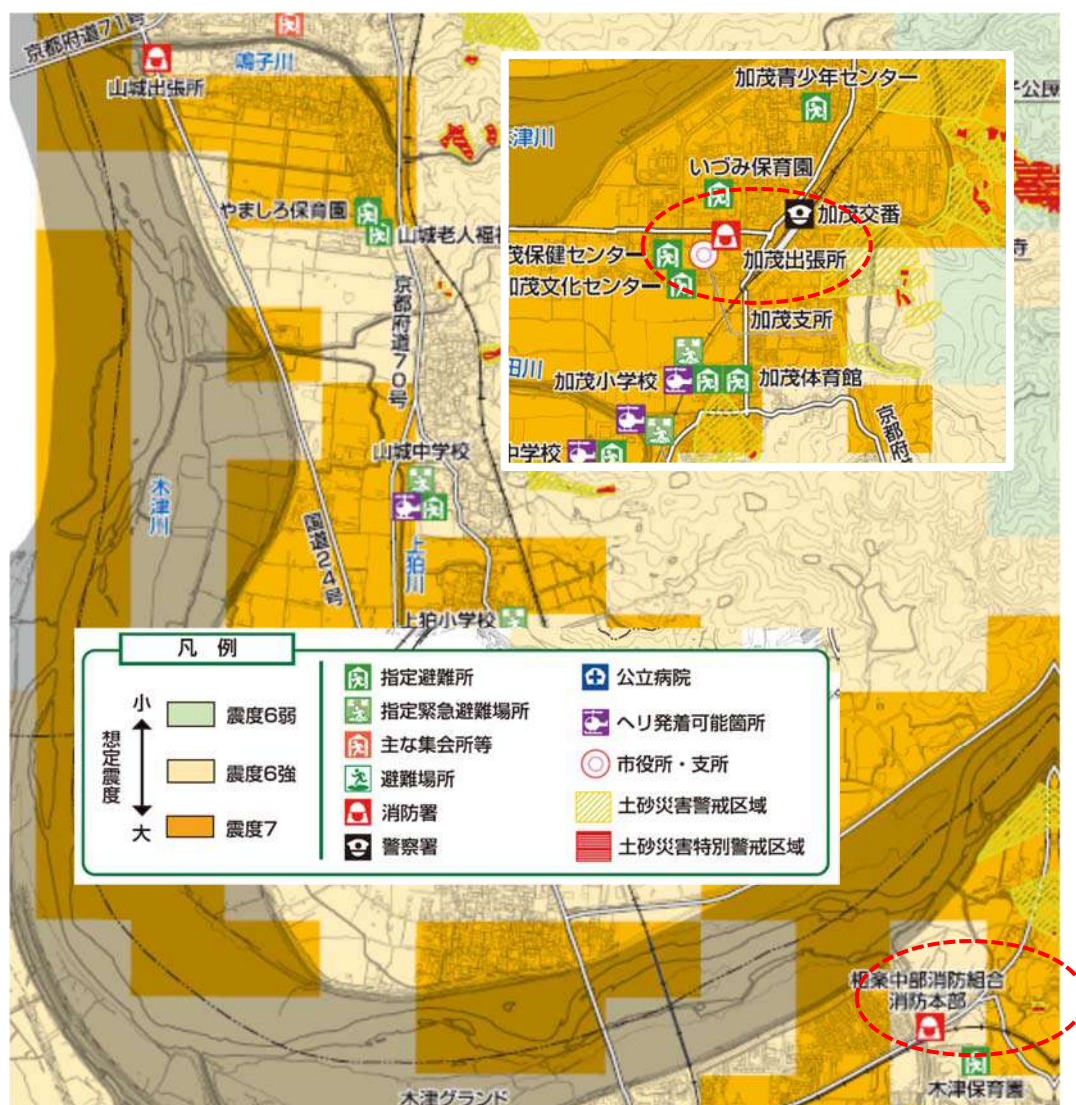 京都府道71号
鳴子川
山城出張所
やましろ保育園
山城老人福祉
京都府道70号
山城中学校
木津川
国道24号
上狛川
上狛小学校
加茂青少年センター
子公園
津川
いづみ保育園
加茂交番
茂保健センター
加茂出張所
寺
加茂文化センター
加茂支所
田川
加茂小学校
加茂体育館
京都府
中学校
凡 例
想定震度
小
大
震度6弱
震度6強
震度7
指定避難所
指定緊急避難場所
主な集会所等
避難場所
消防署
警察署
公立病院
ヘリ発着可能箇所
市役所・支所
土砂災害警戒区域
土砂災害特別警戒区域
相楽中部消防組合
消防本部
木津保育園
木津グランド